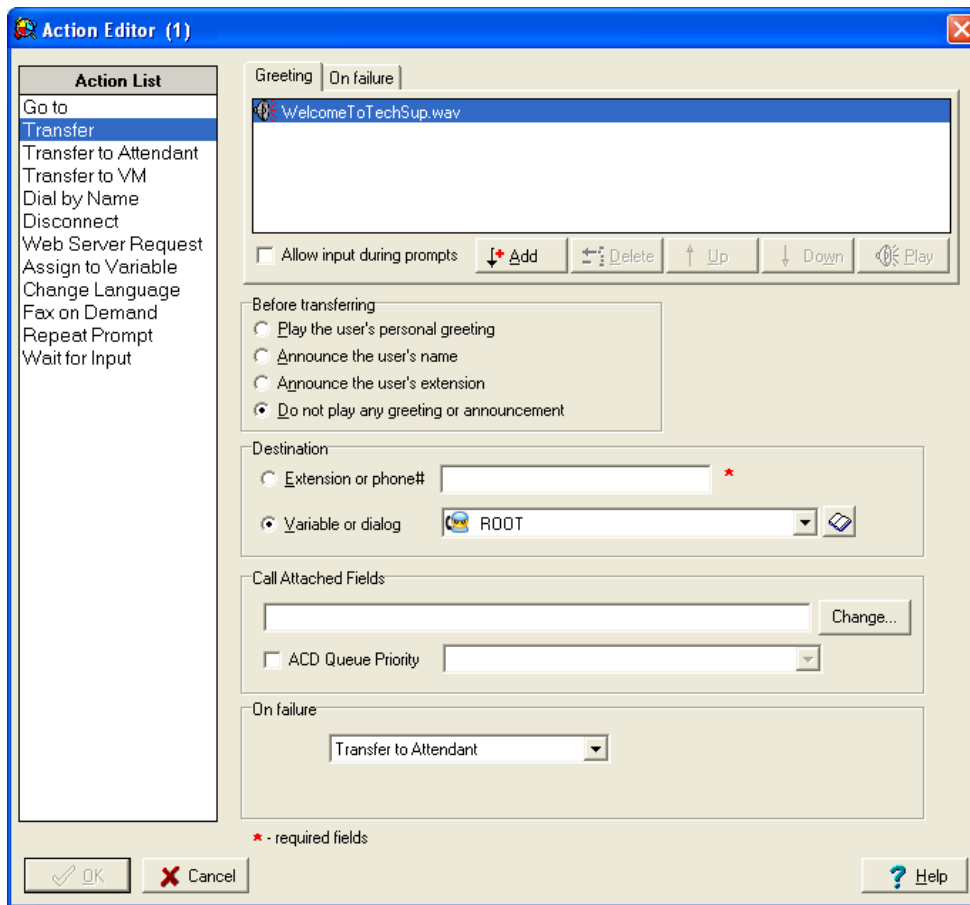 Action Editor (1)
Action List
Go to
Transfer
Transfer to Attendant
Transfer to VM
Dial by Name
Disconnect
Web Server Request
Assign to Variable
Change Language
Fax on Demand
Repeat Prompt
Wait for Input
Greeting On failure
WelcomeToTechSup.wav
Allow input during prompts Add Delete Up Down Play
Before transferring
Play the user's personal greeting
Announce the user's name
Announce the user's extension
Do not play any greeting or announcement
Destination
Extension or phone# *
Variable or dialog ROOT
Call Attached Fields
Change...
ACD Queue Priority
On failure
Transfer to Attendant
* - required fields
OK Cancel Help